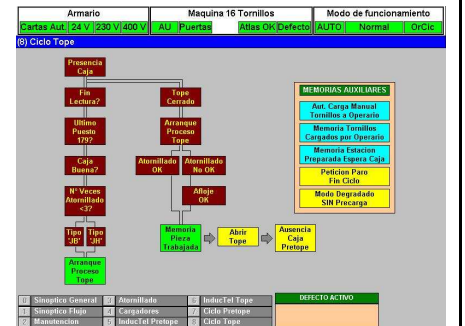 Armario
Maquina 16 Tornillos
Modo de funcionamiento
Cartas Aut. 24 V 230 V 400 V
AU Puertas Atlas OK Defecto
AUTO Normal OrCic
(8) Ciclo Tope
Presencia
Caja
Fin
Lectura?
Ultimo
Puesto
179?
Caja
Buena?
Nº Veces
Atornillado
<3?
Tipo
'JB'
Tipo
'JH'
Arranque
Proceso
Tope
Tope
Cerrado
Arranque
Proceso
Tope
Atornillado
OK
Atornillado
No OK
Afloje
OK
Memoria
Pieza
Trabajada
Abrir
Tope
Ausencia
Caja
Pretope
MEMORIAS AUXILIARES
Aut. Carga Manual
Tornillos a Operario
Memoria Tornillos
Cargados por Operario
Memoria Estacion
Preparada Espera Caja
Peticion Paro
Fin Ciclo
Modo Degradado
SIN Precarga
0 Sinoptico General
3 Atornillado
6 InducTel Tope
1 Sinoptico Flujo
4 Cargadores
7 Ciclo Pretope
2 Manutencion
5 InducTel Pretope
8 Ciclo Tope
DEFECTO ACTIVO